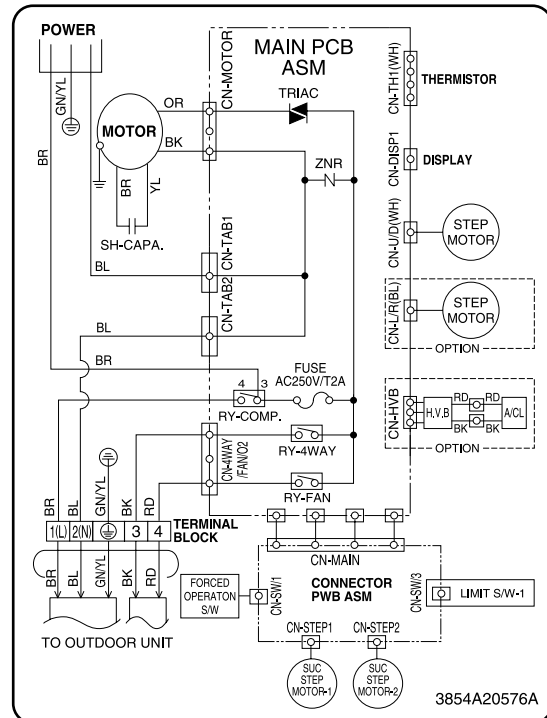 POWER
GN/YL
BR
MOTOR
OR
BK
BR
YL
SH-CAPA.
BL
BL
BR
CN-MOTOR
MAIN PCB
ASM
TRIAC
ZNR
CN-TAB1
CN-TAB2
4
3
FUSE
AC250V/T2A
RY-COMP.
RY-4WAY
RY-FAN
CN-4WAY
/FAN/O2
CN-TH1(WH)
THERMISTOR
CN-DISP1
DISPLAY
CN-U/D(WH)
STEP
MOTOR
CN-L/R(BL)
STEP
MOTOR
OPTION
CN-HVB
H,V,B
RD
RD
BK
BK
A/CL
OPTION
BR
BL
GN/YL
BK
RD
1(L)
2(N)
3
4
TERMINAL
BLOCK
BR
BL
GN/YL
BK
RD
TO OUTDOOR UNIT
CN-MAIN
CONNECTOR
PWB ASM
FORCED
OPERATON
S/W
CN-SW/1
CN-SW/3
LIMIT S/W-1
CN-STEP1
CN-STEP2
SUC
STEP
MOTOR-1
SUC
STEP
MOTOR-2
3854A20576A